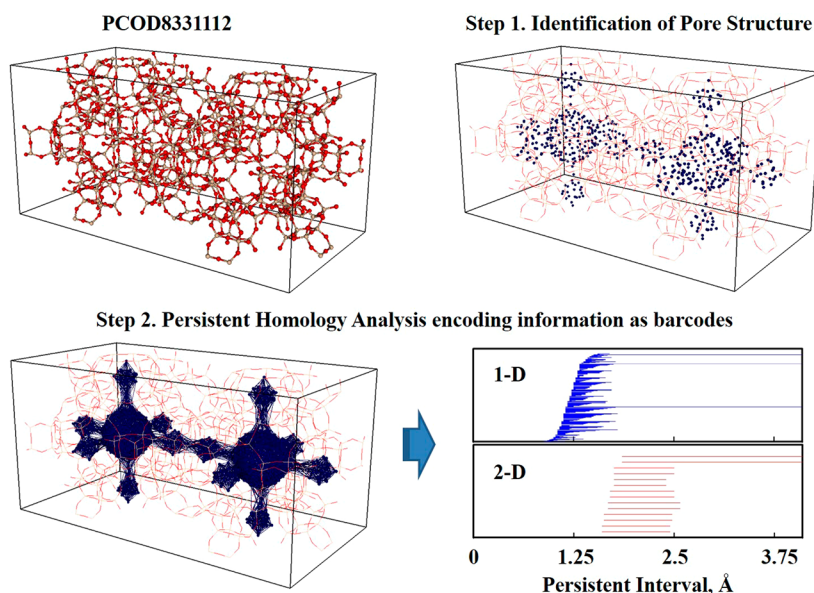 PCOD8331112
Step 1. Identification of Pore Structure
Step 2. Persistent Homology Analysis encoding information as barcodes
1-D
2-D
0 1.25 2.5 3.75
Persistent Interval, Å